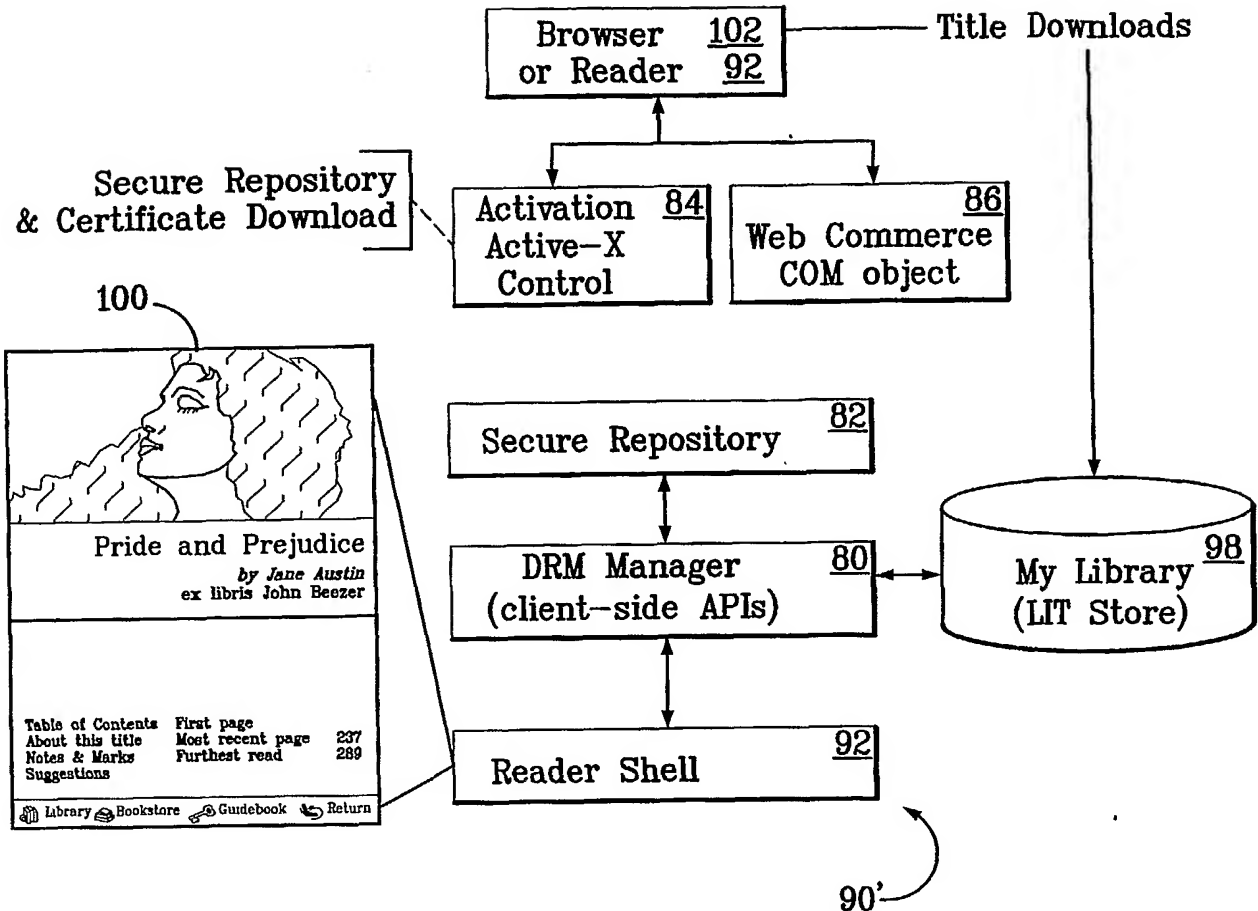 Browser 102
or Reader 92
Title Downloads
Secure Repository
& Certificate Download
Activation 84
Active-X
Control
86
Web Commerce
COM object
100
Pride and Prejudice
by Jane Austin
ex libris John Beezer
Table of Contents First page
About this title Most recent page 237
Notes & Marks Furthest read 289
Suggestions
Library Bookstore Guidebook Return
82
Secure Repository
DRM Manager 80
(client-side APIs)
My Library 98
(LIT Store)
92
Reader Shell
90'